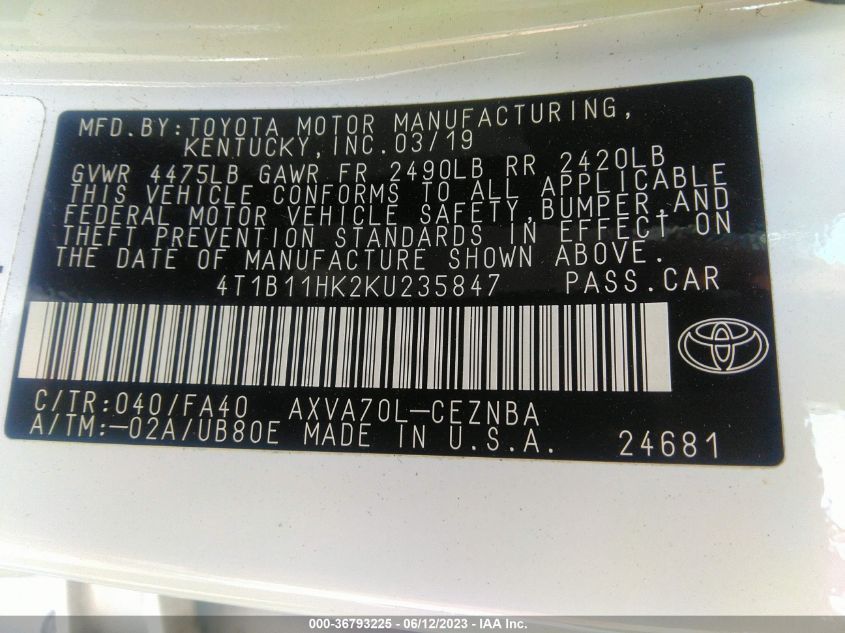 MFD.BY:TOYOTA MOTOR MANUFACTURING,
KENTUCKY,INC.03/19
GVWR 4475LB GAWR FR 2490LB RR 2420LB
THIS VEHICLE CONFORMS TO ALL APPLICABLE
FEDERAL MOTOR VEHICLE SAFETY,BUMPER,AND
THEFT PREVENTION STANDARDS IN EFFECT ON
THE DATE OF MANUFACTURE SHOWN ABOVE.
4T1B11HK2KU235847 PASS.CAR
C/TR:040/FA40 AXVA70L-CEZNBA
A/TM:-02A/UB80E MADE IN U.S.A. 24681
000-36793225 - 06/12/2023 - IAA Inc.